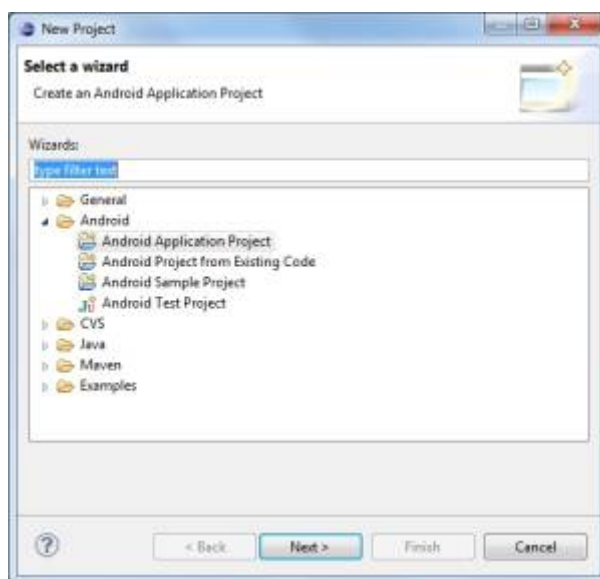 New Project
Select a wizard
Create an Android Application Project
Wizards:
type filter text
General
Android
Android Application Project
Android Project from Existing Code
Android Sample Project
Android Test Project
CVS
Java
Maven
Examples
< Back Next > Finish Cancel